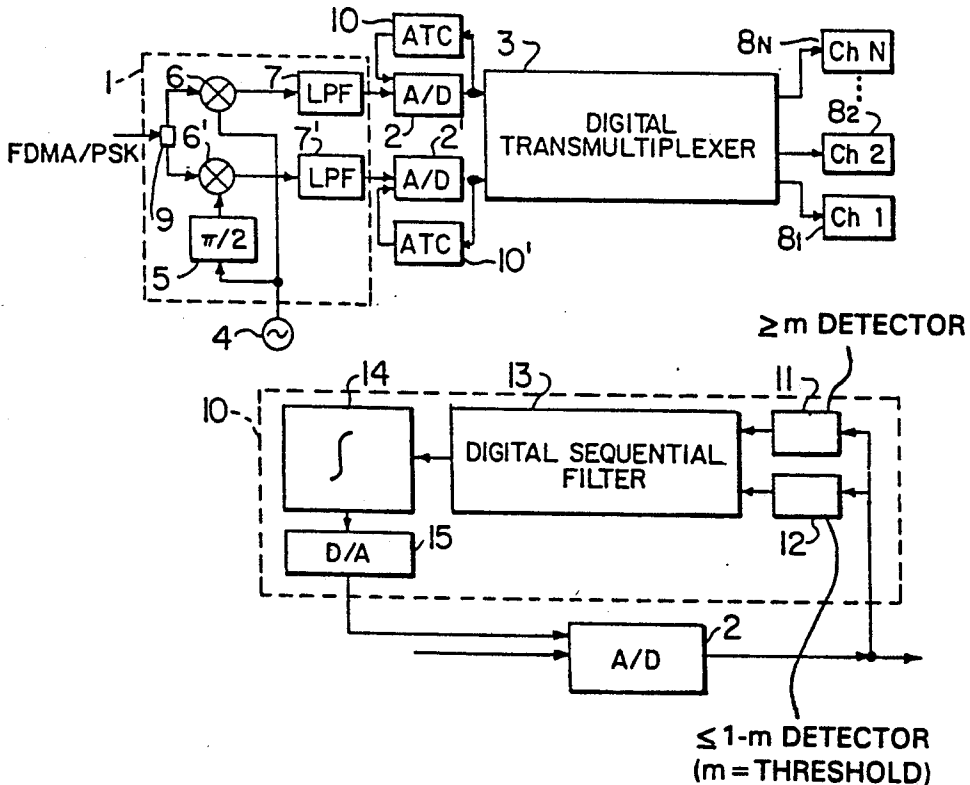 10
ATC
8N
Ch N
1
6
7
LPF
A/D
3
2
2'
DIGITAL
TRANSMULTIPLEXER
82
Ch 2
FDMA/PSK
6'
7'
LPF
A/D
9
π/2
ATC
81
Ch 1
5
10'
4
≥m DETECTOR
14
13
11
10
∫
DIGITAL SEQUENTIAL
FILTER
12
15
D/A
2
A/D
≤1-m DETECTOR
(m=THRESHOLD)